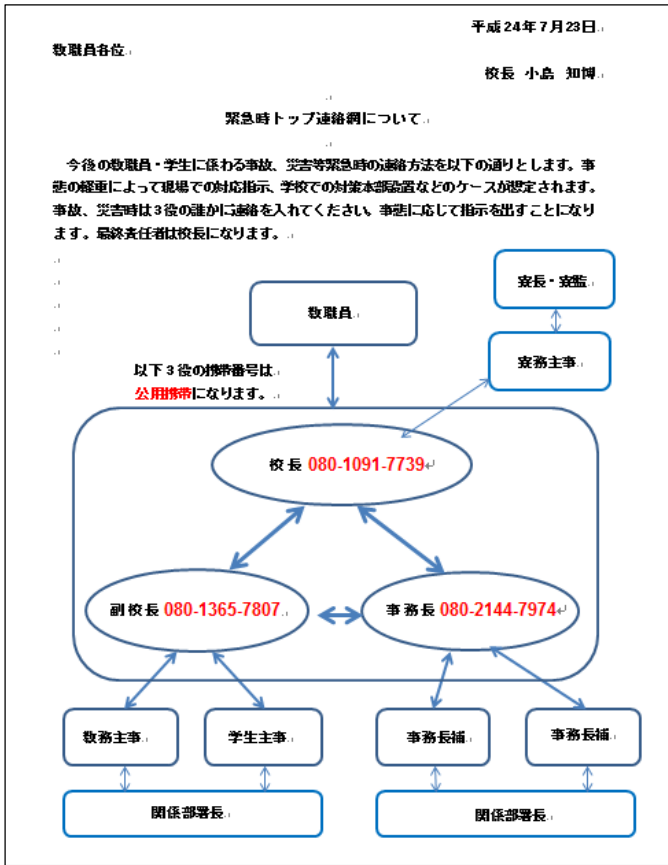 平成24年7月23日
教職員各位
校長 小島 知博
緊急時トップ連絡網について
今後の教職員・学生に係わる事故、災害等緊急時の連絡方法を以下の通りとします。事
態の軽重によって現場での対応指示、学校での対策本部設置などのケースが想定されます。
事故、災害時は3役の誰かに連絡を入れてください。事態に応じて指示を出すことになり
ます。最終責任者は校長になります。
寮長・寮監
教職員
寮務主事
以下3役の携帯番号は
公用携帯になります。
校長 080-1091-7739
副校長 080-1365-7807
事務長 080-2144-7974
教務主事
学生主事
事務長補
事務長補
関係部署長
関係部署長